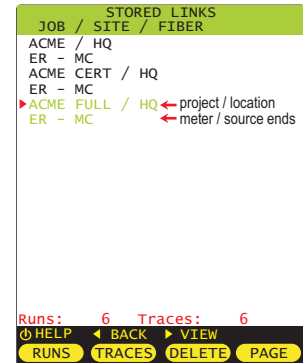 STORED LINKS
JOB / SITE / FIBER
ACME / HQ
ER - MC
ACME CERT / HQ
ER - MC
ACME FULL / HQ project / location
ER - MC meter / source ends
Runs: 6 Traces: 6
HELP BACK VIEW
RUNS TRACES DELETE PAGE